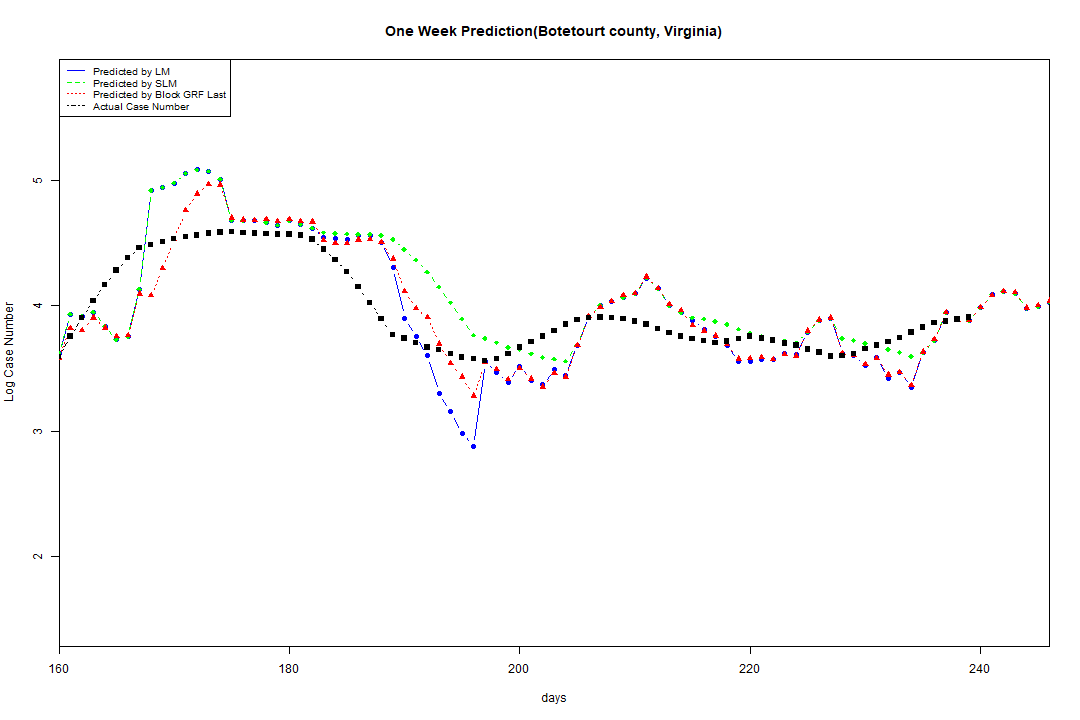 One Week Prediction(Botetourt county, Virginia)
Predicted by LM
Predicted by SLM
Predicted by Block GRF Last
Actual Case Number
5
4
3
2
Log Case Number
160 180 200 220 240
days